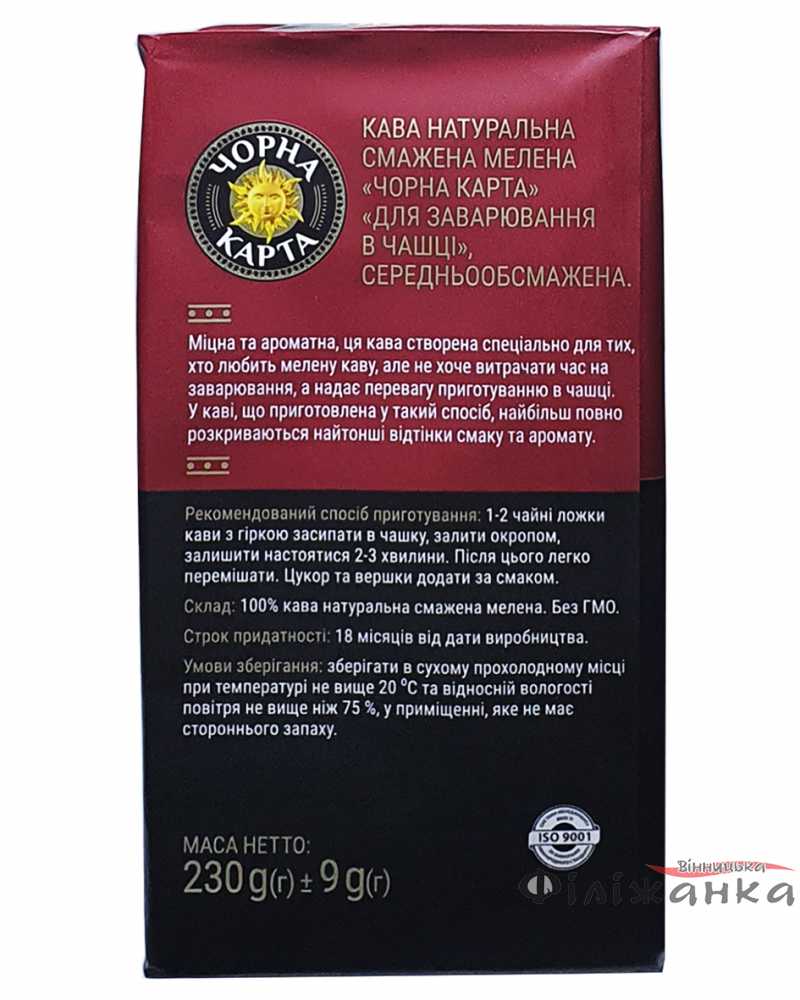 ЧОРНА
КАРТА
КАВА НАТУРАЛЬНА
СМАЖЕНА МЕЛЕНА
«ЧОРНА КАРТА»
«ДЛЯ ЗАВАРЮВАННЯ
В ЧАШЦІ»,
СЕРЕДНЬООБСМАЖЕНА.
Міцна та ароматна, ця кава створена спеціально для тих,
хто любить мелену каву, але не хоче витрачати час на
заварювання, а надає перевагу приготуванню в чашці.
У каві, що приготовлена у такий спосіб, найбільш повно
розкриваються найтонші відтінки смаку та аромату.
Рекомендований спосіб приготування: 1-2 чайні ложки
кави з гіркою засипати в чашку, залити окропом,
залишити настоятися 2-3 хвилини. Після цього легко
перемішати. Цукор та вершки додати за смаком.
Склад: 100% кава натуральна смажена мелена. Без ГМО.
Строк придатності: 18 місяців від дати виробництва.
Умови зберігання: зберігати в сухому прохолодному місці
при температурі не вище 20 °С та відносній вологості
повітря не вище ніж 75 %, у приміщенні, яке не має
стороннього запаху.
ISO 9001
МАСА НЕТТО:
230 g(г) ± 9 g(г)
Вінницька
Філіжанка